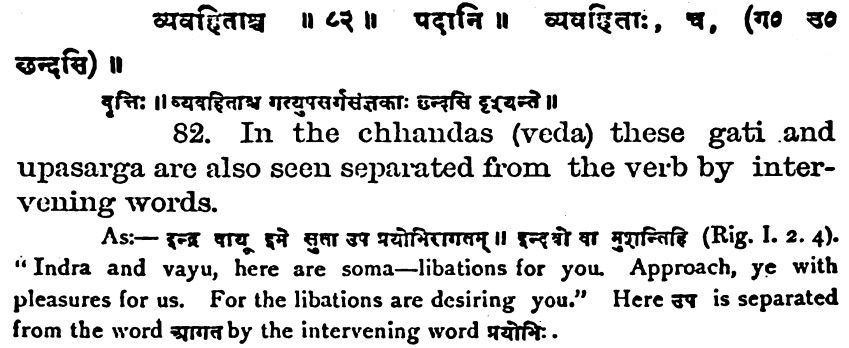 व्यवहिताश्च ॥ ८२ ॥ पदानि ॥ व्यवहिताः, च, (ग० उ०
छन्दसि) ॥
वृत्तिः ॥ व्यवहिताश्च गत्युपसर्गसंज्ञकाः छन्दसि दृश्यन्ते ॥
82. In the chhandas (veda) these gati and
upasarga are also seen separated from the verb by inter-
vening words.
As:— इन्द्र वायू इमे सुता उप प्रयोभिरागतम् ॥ इन्दवो वा मुशन्तिहि (Rig. I. 2. 4).
"Indra and vayu, here are soma—libations for you. Approach, ye with
pleasures for us. For the libations are desiring you." Here उप is separated
from the word आगत by the intervening word प्रयोभिः.